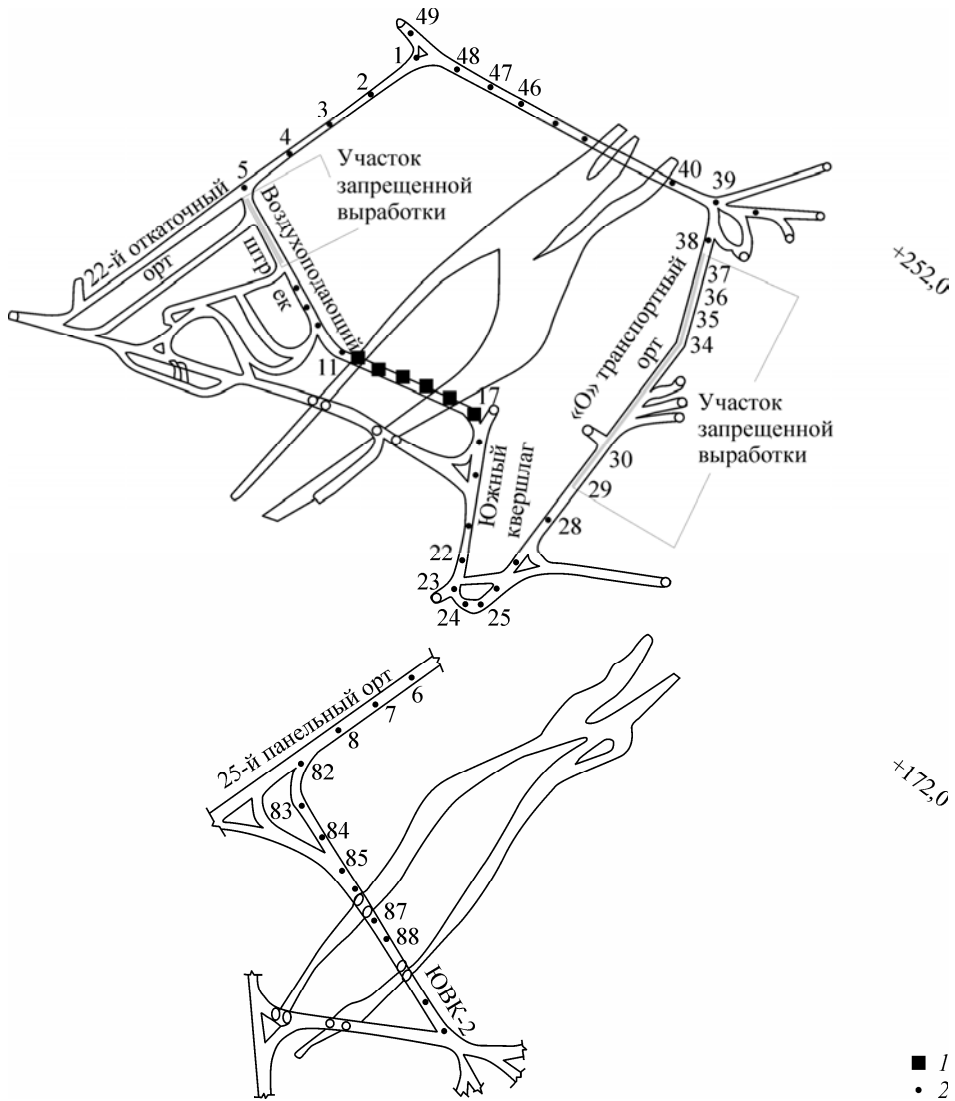 49
1
48
47
46
2
3
4
5
Участок
запрещенной
выработки
40
39
22-й откаточный
орт
Воздухоподающий
штр
ек
38
37
36
35
34
+252,0
«О» транспортный
орт
11
17
Участок
запрещенной
выработки
30
29
28
Южный
квершлаг
22
23
24
25
25-й панельный орт
6
7
8
82
83
84
85
87
88
ЮВК-2
+172,0
1
2